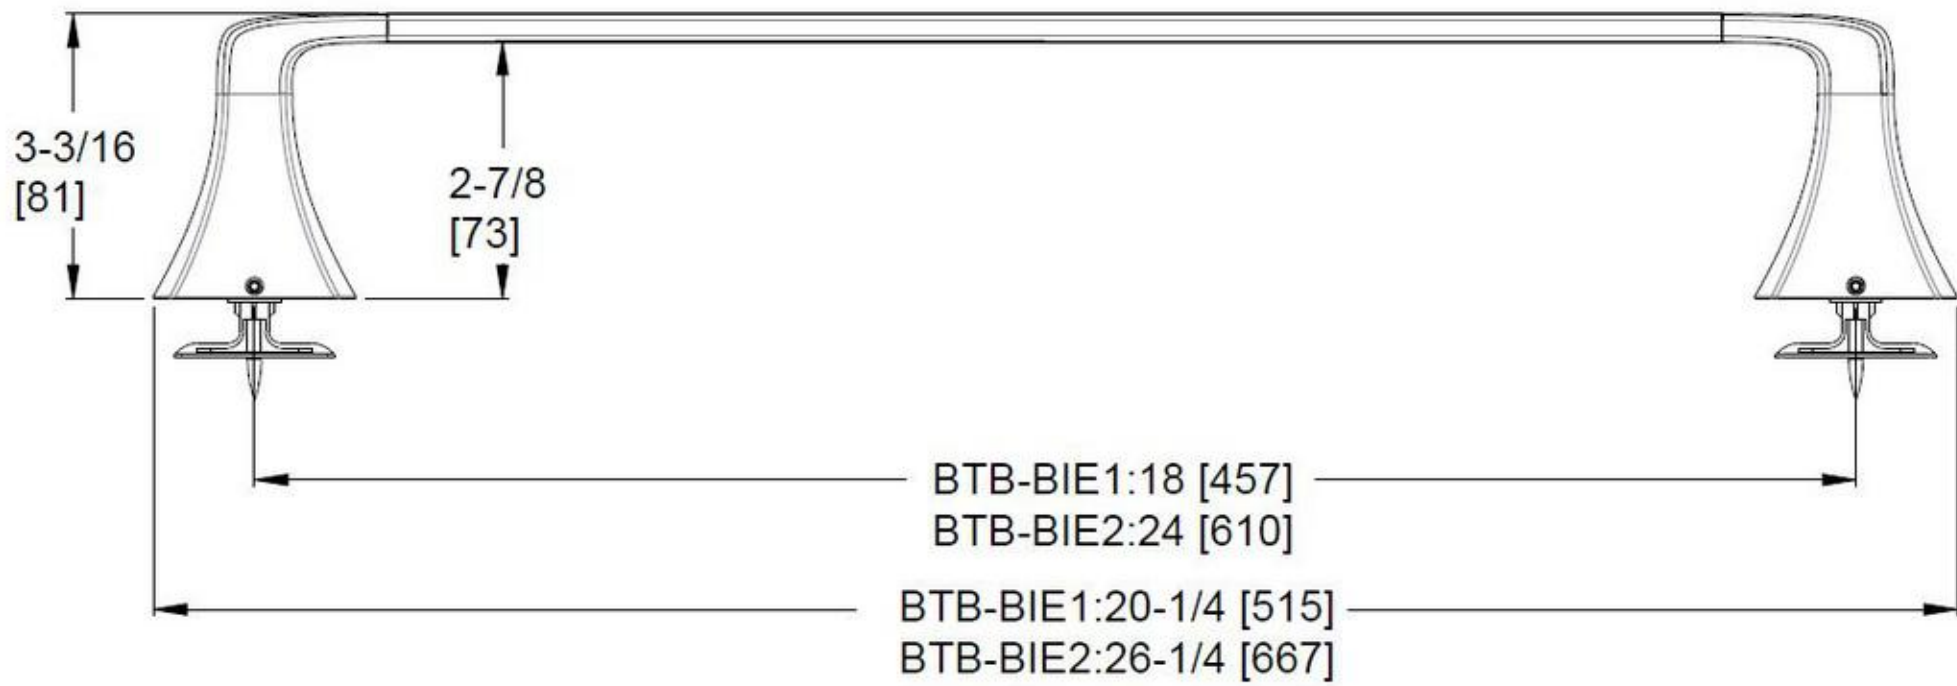 3-3/16
[81]
2-7/8
[73]
BTB-BIE1:18 [457]
BTB-BIE2:24 [610]
BTB-BIE1:20-1/4 [515]
BTB-BIE2:26-1/4 [667]